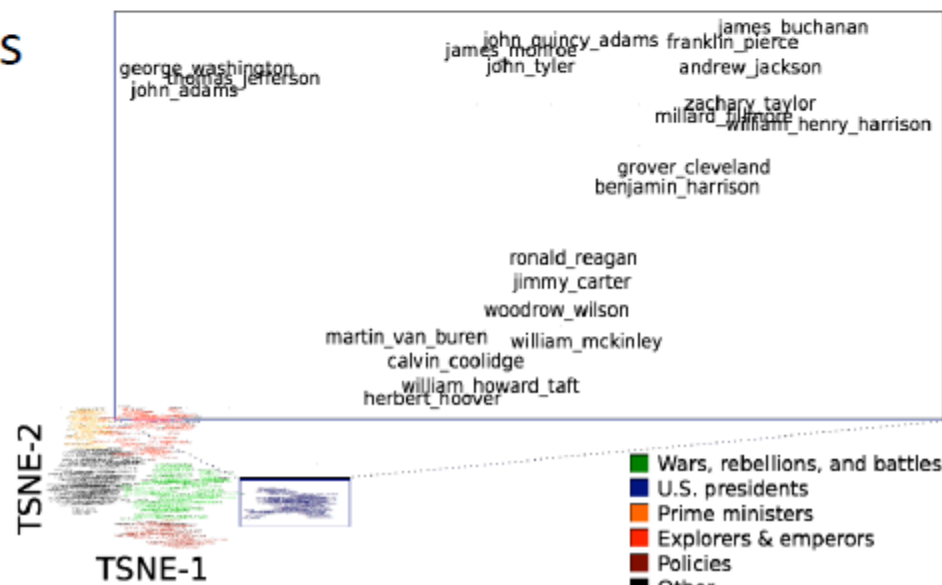 S
james_buchanan
john_quincy_adams
franklin_pierce
james_monroe
george_washington
john_tyler
andrew_jackson
thomas_jefferson
john_adams
zachary_taylor
millard_fillmore
william_henry_harrison
grover_cleveland
benjamin_harrison
ronald_reagan
jimmy_carter
woodrow_wilson
martin_van_buren
william_mckinley
calvin_coolidge
william_howard_taft
herbert_hoover
TSNE-2
TSNE-1
Wars, rebellions, and battles
U.S. presidents
Prime ministers
Explorers & emperors
Policies
Other